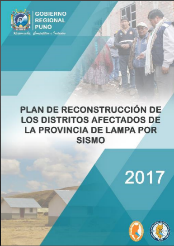 GOBIERNO
REGIONAL
PUNO
PLAN DE RECONSTRUCCIÓN DE
LOS DISTRITOS AFECTADOS DE
LA PROVINCIA DE LAMPA POR
SISMO
2017